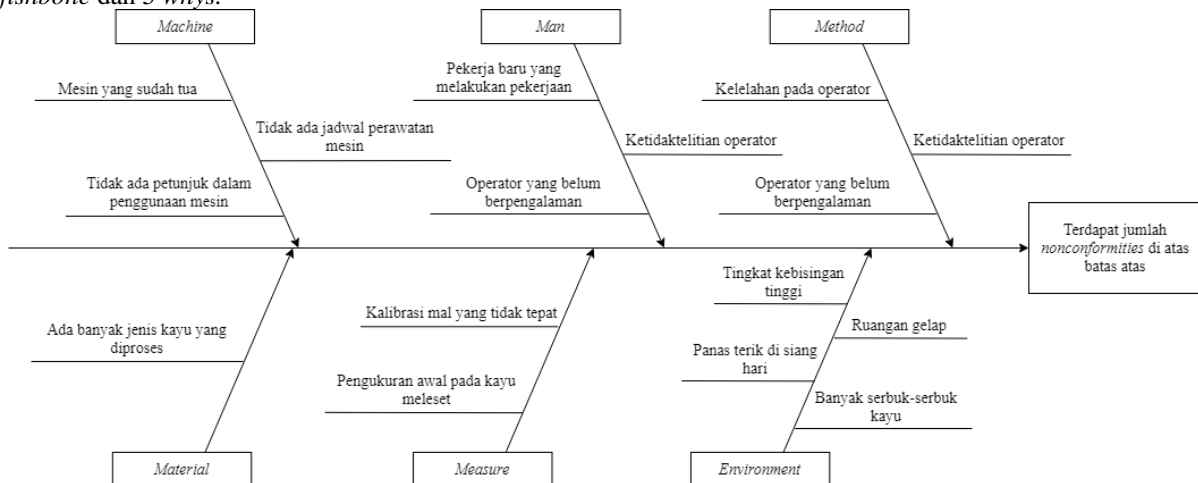 fishbone dan 5 whys.
Machine
Man
Method
Mesin yang sudah tua
Tidak ada jadwal perawatan
mesin
Tidak ada petunjuk dalam
penggunaan mesin
Pekerja baru yang
melakukan pekerjaan
Ketidaktelitian operator
Operator yang belum
berpengalaman
Kelelahan pada operator
Ketidaktelitian operator
Operator yang belum
berpengalaman
Terdapat jumlah
nonconformities di atas
batas atas
Ada banyak jenis kayu yang
diproses
Kalibrasi mal yang tidak tepat
Pengukuran awal pada kayu
meleset
Tingkat kebisingan
tinggi
Ruangan gelap
Panas terik di siang
hari
Banyak serbuk-serbuk
kayu
Material
Measure
Environment